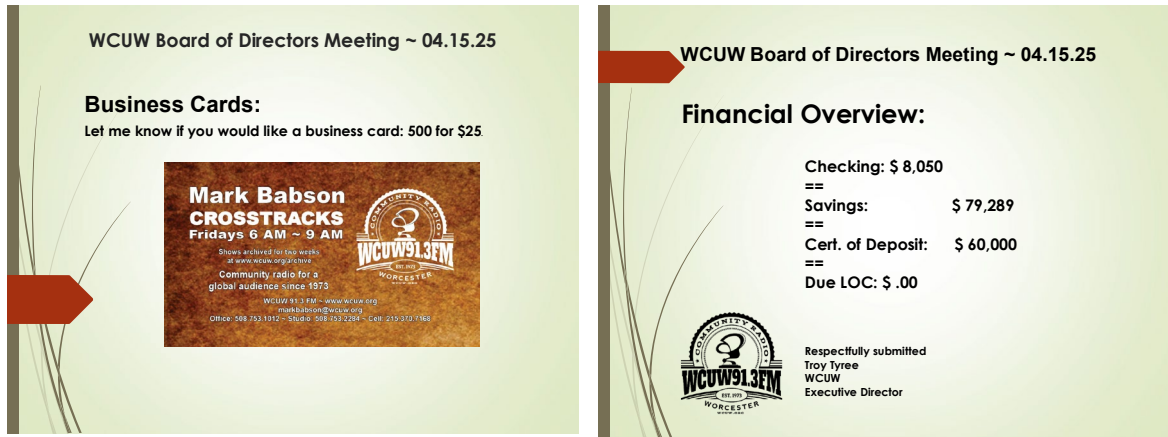 WCUW Board of Directors Meeting ~ 04.15.25
Business Cards:
Let me know if you would like a business card: 500 for $25.
Mark Babson
CROSSTRACKS
Fridays 6 AM ~ 9 AM
Shows archived for two weeks
at www.wcuw.org/archive
Community radio for a
global audience since 1973
WCUW 91.3 FM ~ www.wcuw.org
markbabson@wcuw.org
Office: 508.753.1012 ~ Studio: 508.753.2284 ~ Cell: 215.370.7168
COMMUNITY RADIO
WCUW91.3FM
EST. 1973
WORCESTER
WCUW Board of Directors Meeting ~ 04.15.25
Financial Overview:
Checking: $ 8,050
==
Savings: $ 79,289
==
Cert. of Deposit: $ 60,000
==
Due LOC: $ .00
COMMUNITY RADIO
WCUW91.3FM
EST. 1973
WORCESTER
WCUW.ORG
Respectfully submitted
Troy Tyree
WCUW
Executive Director